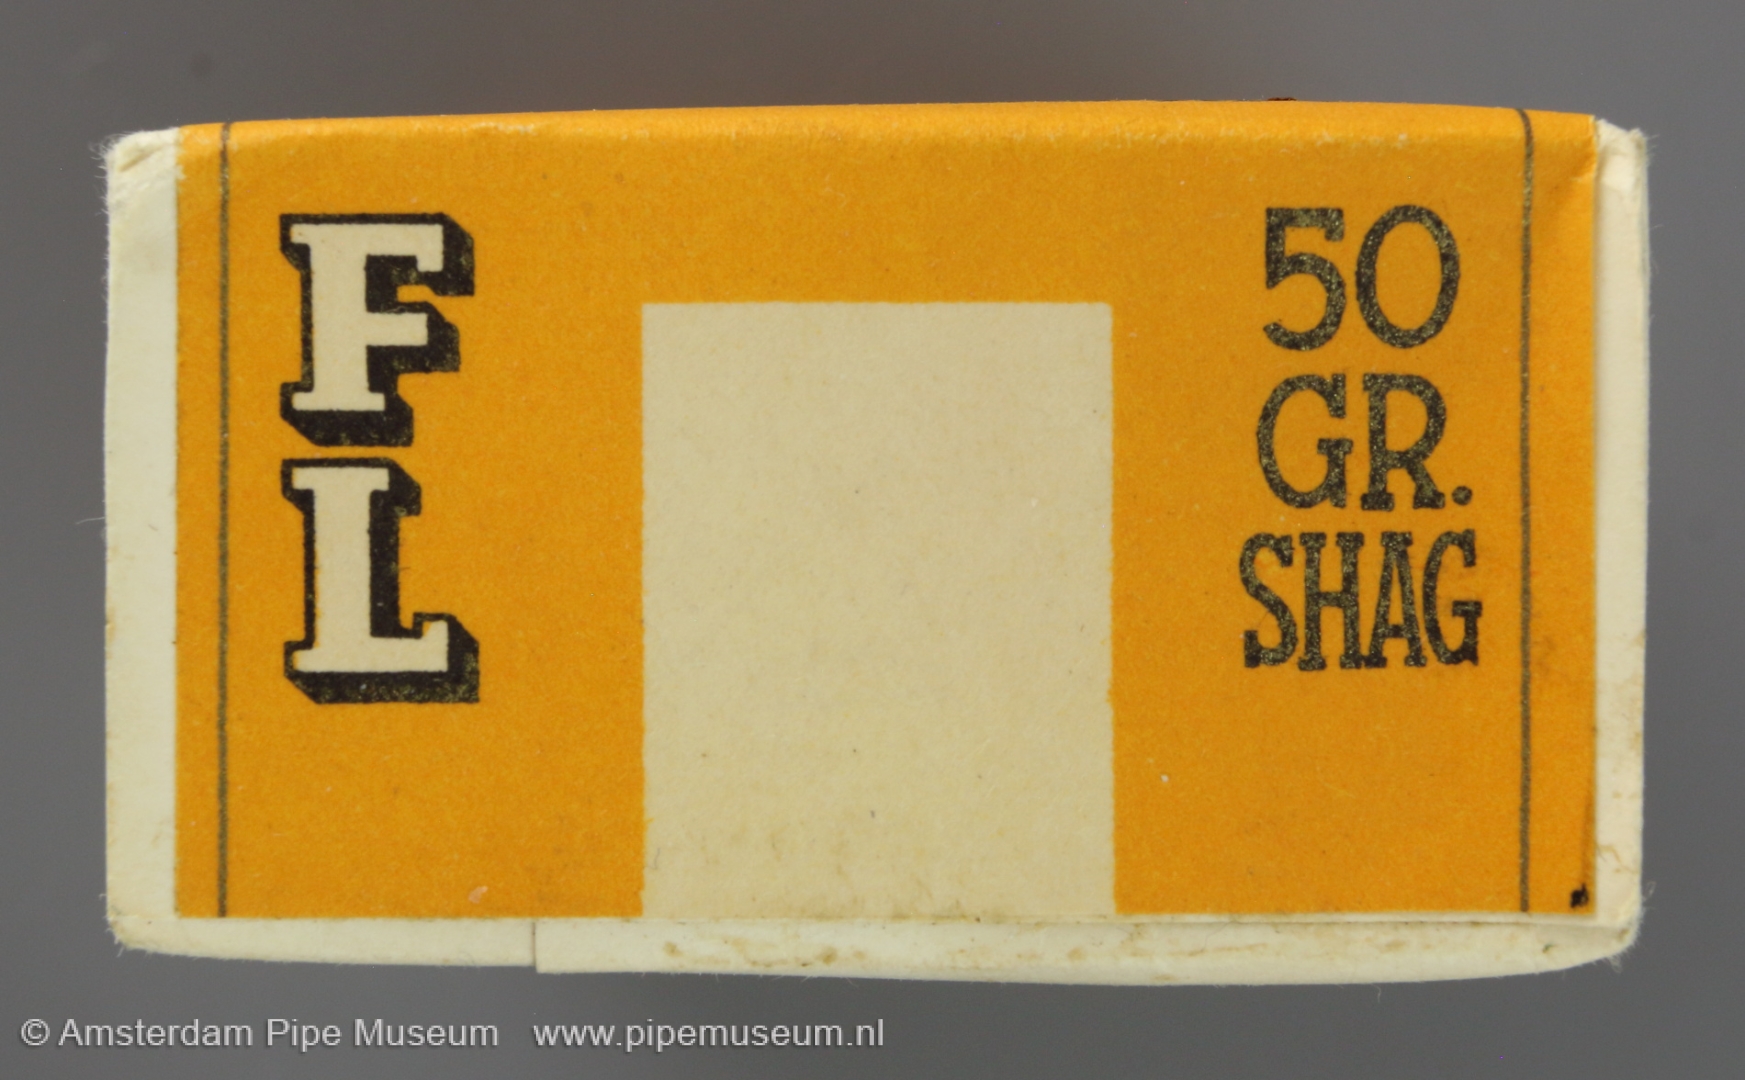 F
L
50
GR.
SHAG
© Amsterdam Pipe Museum www.pipemuseum.nl